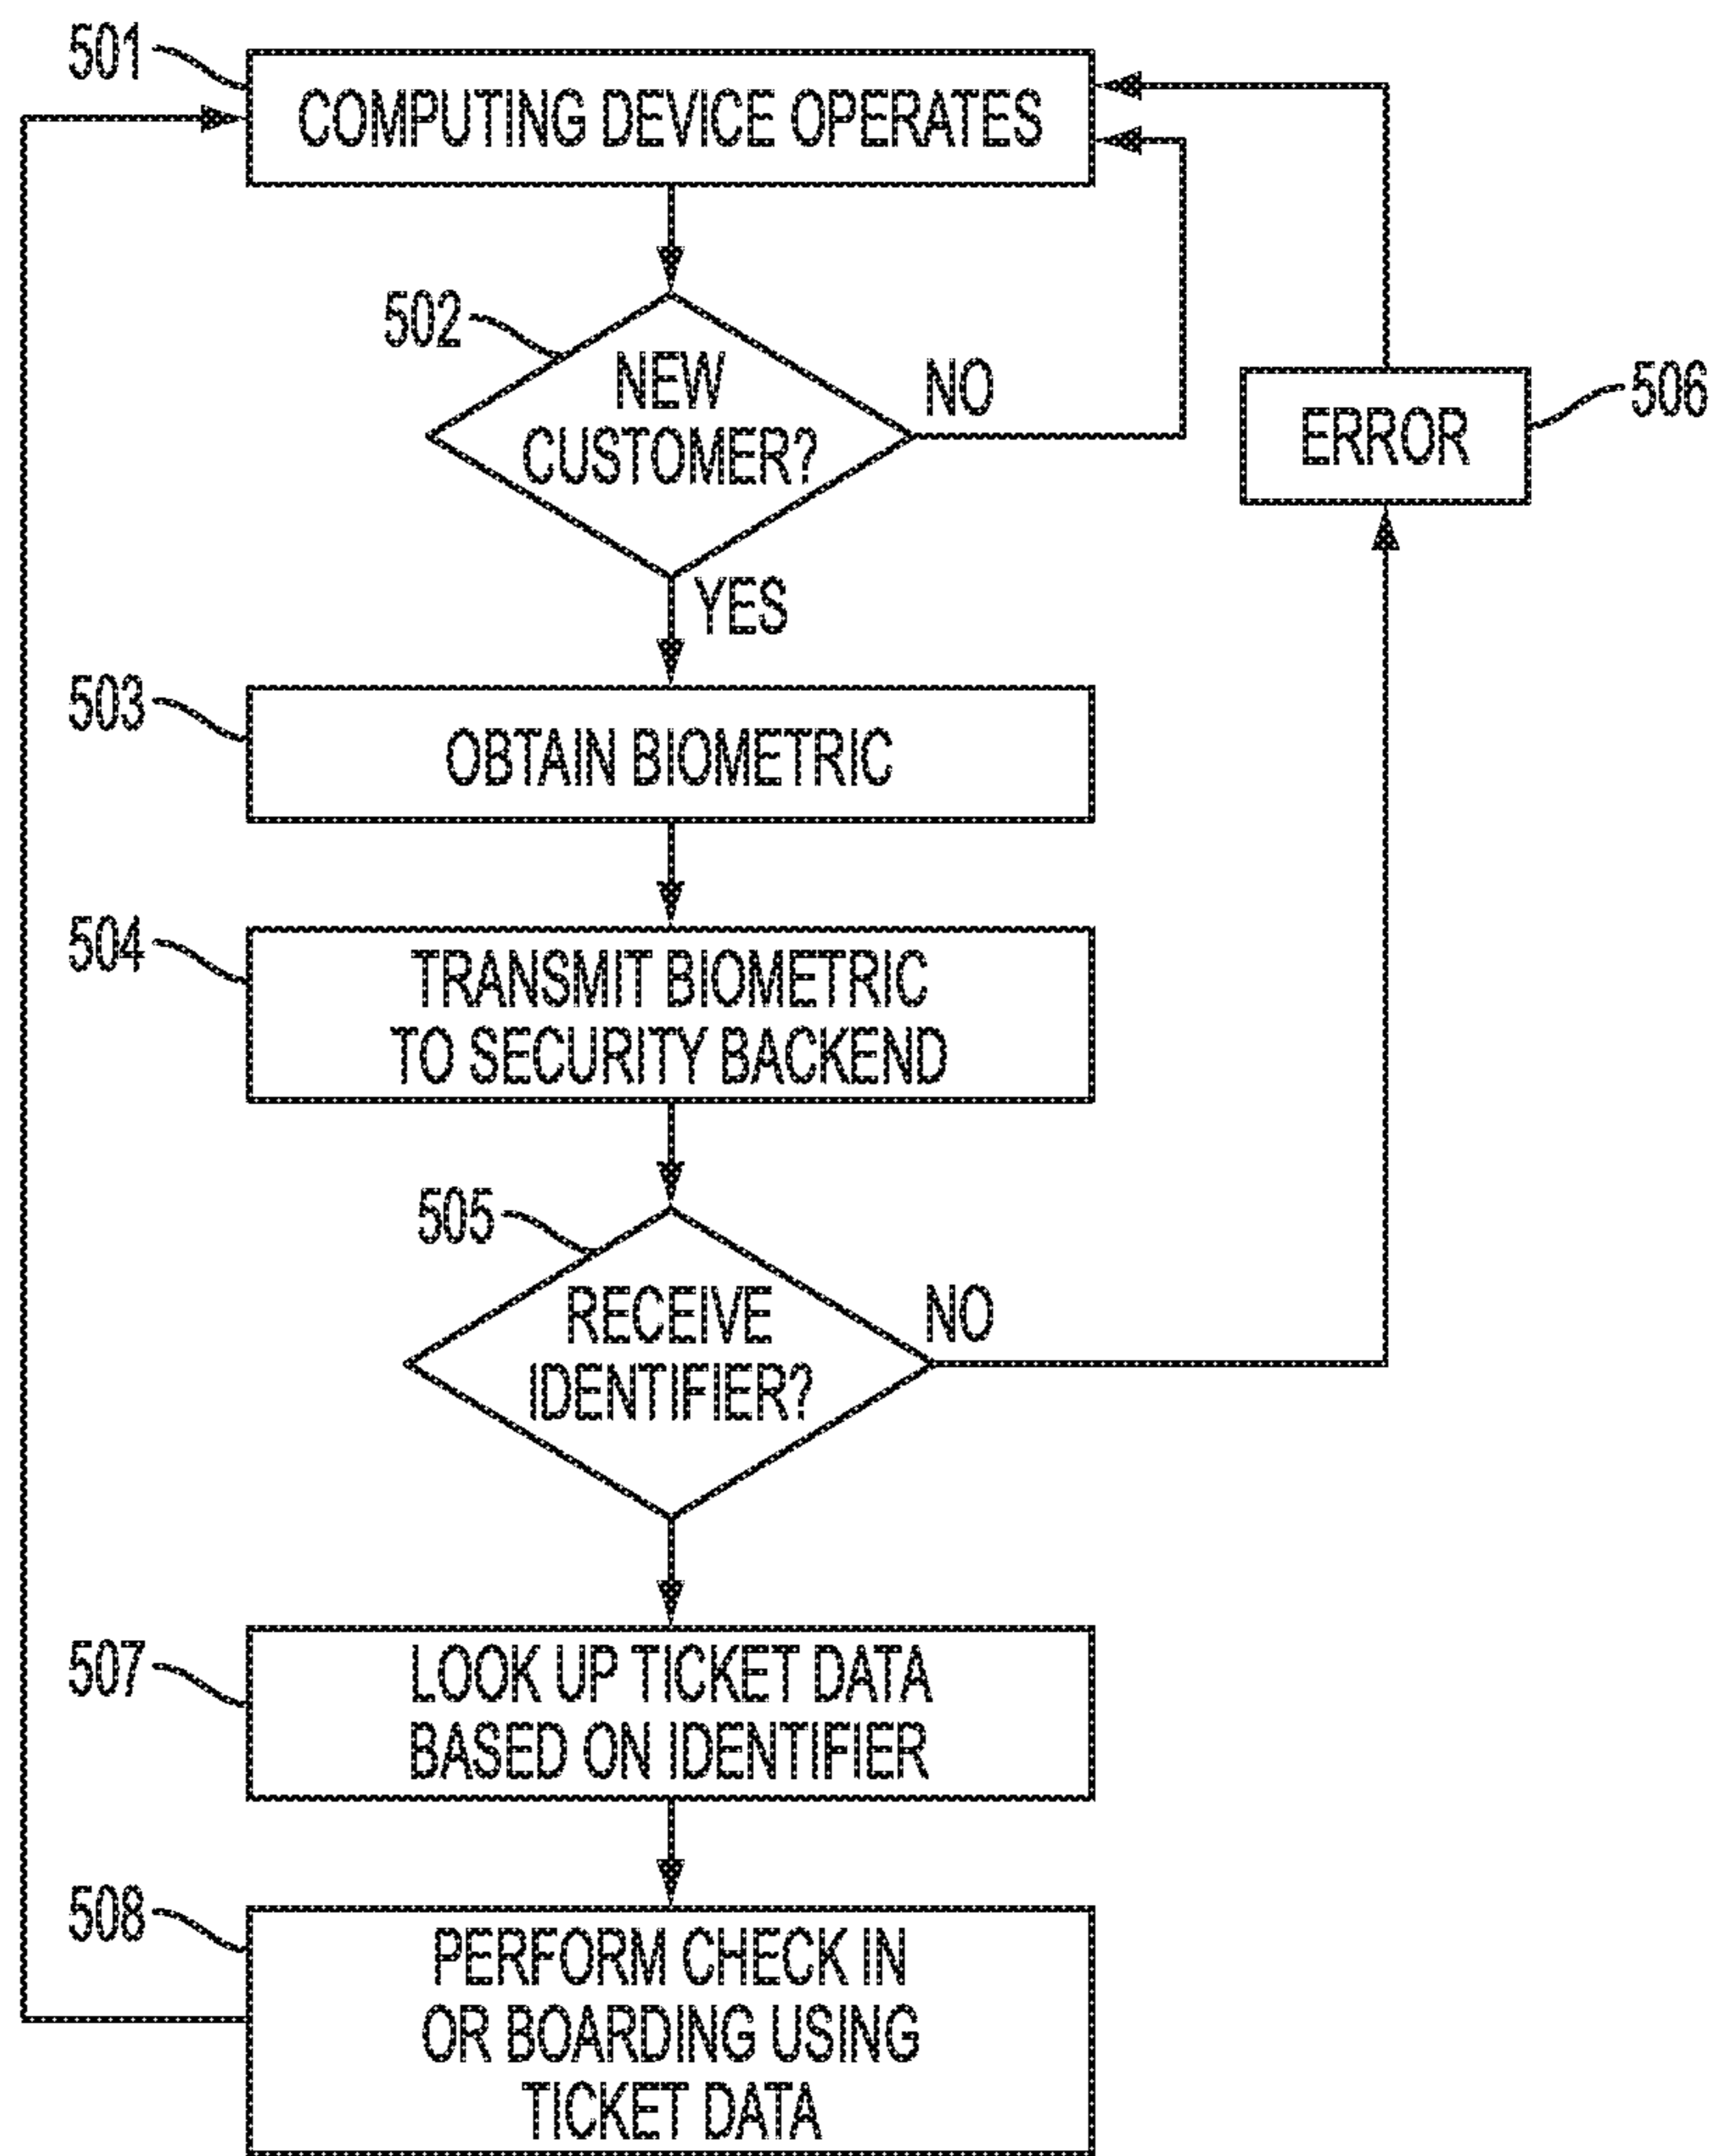 501
COMPUTING DEVICE OPERATES
502
NEW
CUSTOMER?
NO
YES
506
ERROR
503
OBTAIN BIOMETRIC
504
TRANSMIT BIOMETRIC
TO SECURITY BACKEND
505
RECEIVE
IDENTIFIER?
NO
507
LOOK UP TICKET DATA
BASED ON IDENTIFIER
508
PERFORM CHECK IN
OR BOARDING USING
TICKET DATA